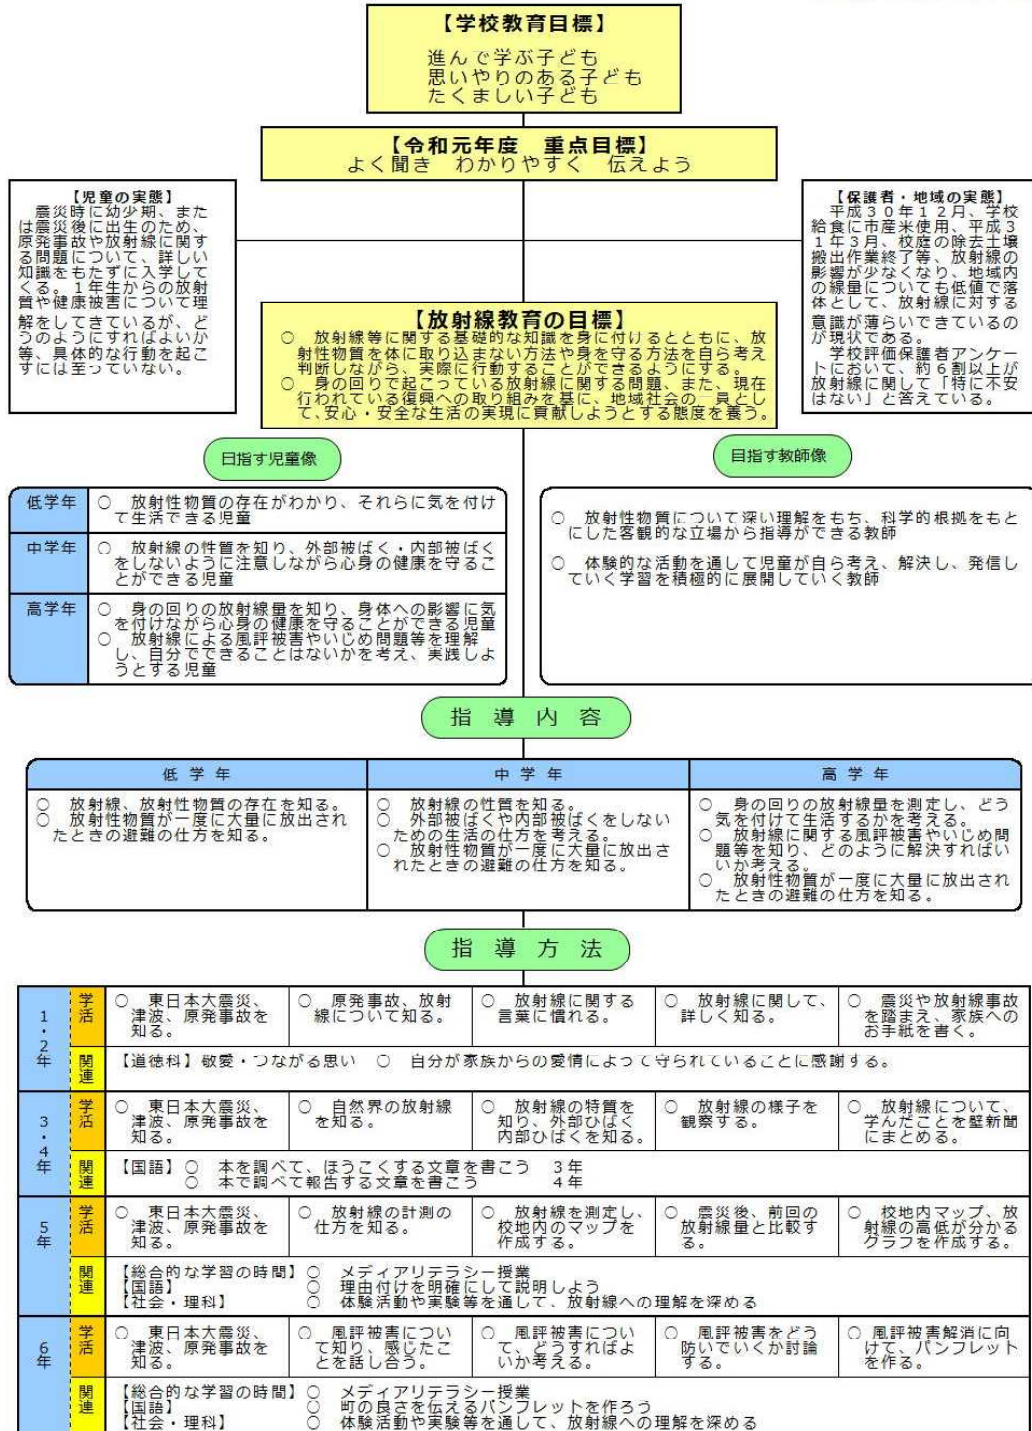 【学校教育目標】
進んで学ぶ子ども
思いやりのある子ども
たくましい子ども
【令和元年度　重点目標】
よく聞き　わかりやすく　伝えよう
【児童の実態】
震災時に幼少期、また
は震災後に出生のため、
原発事故や放射線に関す
る問題について、詳しい
知識をもたずに入学して
くる。１年生からの放射
質や健康被害について理
解をしてきているが、ど
うのようにすればよいか
等、具体的な行動を起こ
すには至っていない。
【保護者・地域の実態】
平成３０年１２月、学校
給食に市産米使用、平成３
１年３月、校庭の除去土壌
搬出作業終了等、放射線の
影響が少なくなり、地域内
の線量についても低値で落
体として、放射線に対する
意識が薄らいできているの
が現状である。
学校評価保護者アンケー
トにおいて、約６割以上が
放射線に関して「特に不安
はない」と答えている。
【放射線教育の目標】
○　放射線等に関する基礎的な知識を身に付けるとともに、放
射性物質を体に取り込まない方法や身を守る方法を自ら考え
判断しながら、実際に行動することができるようにする。
○　身の回りで起こっている放射線に関する問題、また、現在
行われている復興への取り組みを基に、地域社会の一員とし
て、安心・安全な生活の実現に貢献しようとする態度を養う。
目指す児童像
低学年
○　放射性物質の存在がわかり、それらに気を付け
て生活できる児童
中学年
○　放射線の性質を知り、外部被ばく・内部被ばく
をしないように注意しながら心身の健康を守るこ
とができる児童
高学年
○　身の回りの放射線量を知り、身体への影響に気
を付けながら心身の健康を守ることができる児童
○　放射線による風評被害やいじめ問題等を理解
し、自分でできることはないかを考え、実践しよ
うとする児童
目指す教師像
○　放射性物質について深い理解をもち、科学的根拠をもと
にした客観的な立場から指導ができる教師
○　体験的な活動を通して児童が自ら考え、解決し、発信し
ていく学習を積極的に展開していく教師
指導内容
低学年
○　放射線、放射性物質の存在を知る。
○　放射性物質が一度に大量に放出され
たときの避難の仕方を知る。
中学年
○　放射線の性質を知る。
○　外部被ばくや内部被ばくをしない
ための生活の仕方を考える。
○　放射性物質が一度に大量に放出さ
れたときの避難の仕方を知る。
高学年
○　身の回りの放射線量を測定し、どう
気を付けて生活するかを考える。
○　放射線に関する風評被害やいじめ問
題等を知り、どのように解決すればい
いか考える。
○　放射性物質が一度に大量に放出され
たときの避難の仕方を知る。
指導方法
１・２年
学活
○　東日本大震災、
津波、原発事故を
知る。
○　原発事故、放射
線について知る。
○　放射線に関する
言葉に慣れる。
○　放射線に関して、
詳しく知る。
○　震災や放射線事故
を踏まえ、家族への
お手紙を書く。
関連
【道徳科】敬愛・つながる思い　○　自分が家族からの愛情によって守られていることに感謝する。
３・４年
学活
○　東日本大震災、
津波、原発事故を
知る。
○　自然界の放射線
を知る。
○　放射線の特質を
知り、外部ひばく
内部ひばくを知る。
○　放射線の様子を
観察する。
○　放射線について、
学んだことを壁新聞
にまとめる。
関連
【国語】○　本を調べて、ほうこくする文章を書こう　３年
○　本で調べて報告する文章を書こう　４年
５年
学活
○　東日本大震災、
津波、原発事故を
知る。
○　放射線の計測の
仕方を知る。
○　放射線を測定し、
校地内のマップを
作成する。
○　震災後、前回の
放射線量と比較す
る。
○　校地内マップ、放
射線の高低が分かる
グラフを作成する。
関連
【総合的な学習の時間】○　メディアリテラシー授業
【国語】　○　理由付けを明確にして説明しよう
【社会・理科】　○　体験活動や実験等を通して、放射線への理解を深める
６年
学活
○　東日本大震災、
津波、原発事故を
知る。
○　風評被害につい
て知り、感じたこ
とを話し合う。
○　風評被害につい
て、どうすればよ
いか考える。
○　風評被害をどう
防いでいくか討論
する。
○　風評被害解消に向
けて、パンフレット
を作る。
関連
【総合的な学習の時間】○　メディアリテラシー授業
【国語】　○　町の良さを伝えるパンフレットを作ろう
【社会・理科】　○　体験活動や実験等を通して、放射線への理解を深める